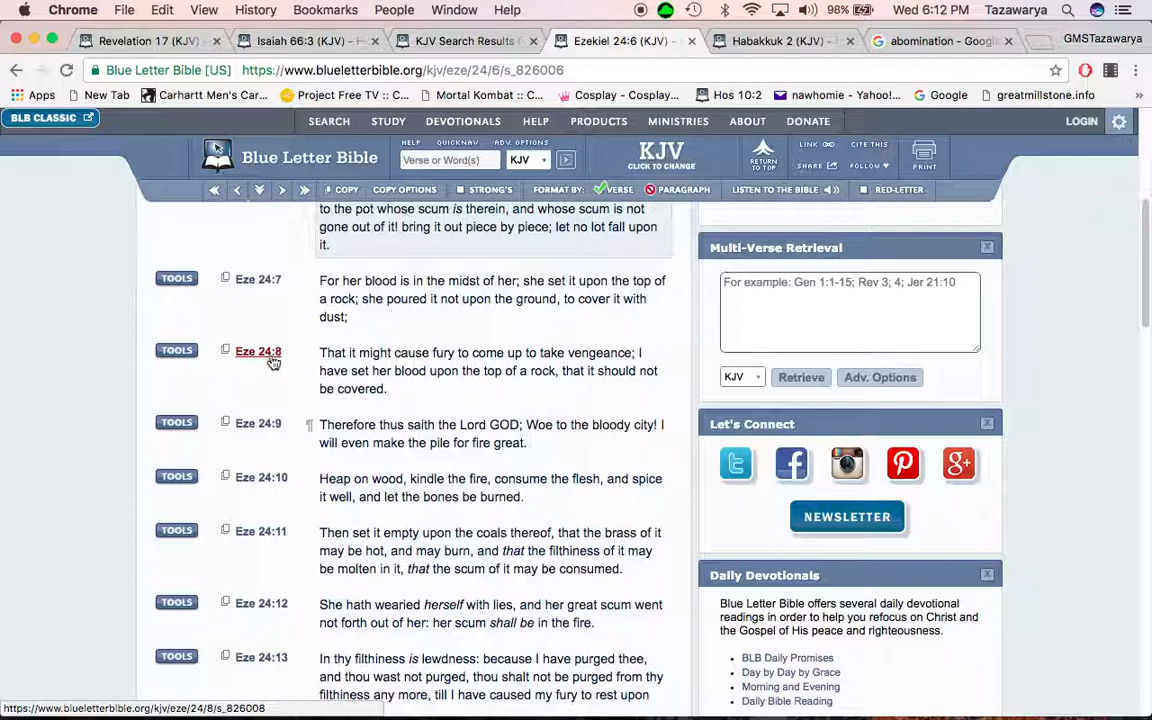 Chrome File Edit View History Bookmarks People Window Help 98% Wed 6:12 PM Tazawarya
Revelation 17 (KJV) - Isaiah 66:3 (KJV) - H KJV Search Results f Ezekiel 24:6 (KJV) - Habakkuk 2 (KJV) - abomination - Google GMSTazawarya
Blue Letter Bible [US] https://www.blueletterbible.org/kjv/eze/24/6/s_826006
Apps New Tab Carhartt Men's Car... Project Free TV :: C... Mortal Kombat :: C... Cosplay - Cosplay... Hos 10:2 nawhomie - Yahoo!... Google greatmillstone.info »
BLB CLASSIC SEARCH STUDY DEVOTIONALS HELP PRODUCTS MINISTRIES ABOUT DONATE LOGIN
HELP QUICKNAV ADV. OPTIONS
Blue Letter Bible Verse or Word(s) KJV KJV CLICK TO CHANGE RETURN TO TOP LINK CITE THIS SHARE FOLLOW PRINT
COPY COPY OPTIONS STRONG'S FORMAT BY: VERSE PARAGRAPH LISTEN TO THE BIBLE RED-LETTER
to the pot whose scum is therein, and whose scum is not
gone out of it! bring it out piece by piece; let no lot fall upon
it.
TOOLS Eze 24:7 For her blood is in the midst of her; she set it upon the top of
a rock; she poured it not upon the ground, to cover it with
dust;
TOOLS Eze 24:8 That it might cause fury to come up to take vengeance; I
have set her blood upon the top of a rock, that it should not
be covered.
TOOLS Eze 24:9 ¶ Therefore thus saith the Lord GOD; Woe to the bloody city! I
will even make the pile for fire great.
TOOLS Eze 24:10 Heap on wood, kindle the fire, consume the flesh, and spice
it well, and let the bones be burned.
TOOLS Eze 24:11 Then set it empty upon the coals thereof, that the brass of it
may be hot, and may burn, and that the filthiness of it may
be molten in it, that the scum of it may be consumed.
TOOLS Eze 24:12 She hath wearied herself with lies, and her great scum went
not forth out of her: her scum shall be in the fire.
TOOLS Eze 24:13 In thy filthiness is lewdness: because I have purged thee,
and thou wast not purged, thou shalt not be purged from thy
filthiness any more, till I have caused my fury to rest upon
Multi-Verse Retrieval
For example: Gen 1:1-15; Rev 3; 4; Jer 21:10
KJV Retrieve Adv. Options
Let's Connect
NEWSLETTER
Daily Devotionals
Blue Letter Bible offers several daily devotional
readings in order to help you refocus on Christ and
the Gospel of His peace and righteousness.
BLB Daily Promises
Day by Day by Grace
Morning and Evening
Daily Bible Reading
https://www.blueletterbible.org/kjv/eze/24/8/s_826008